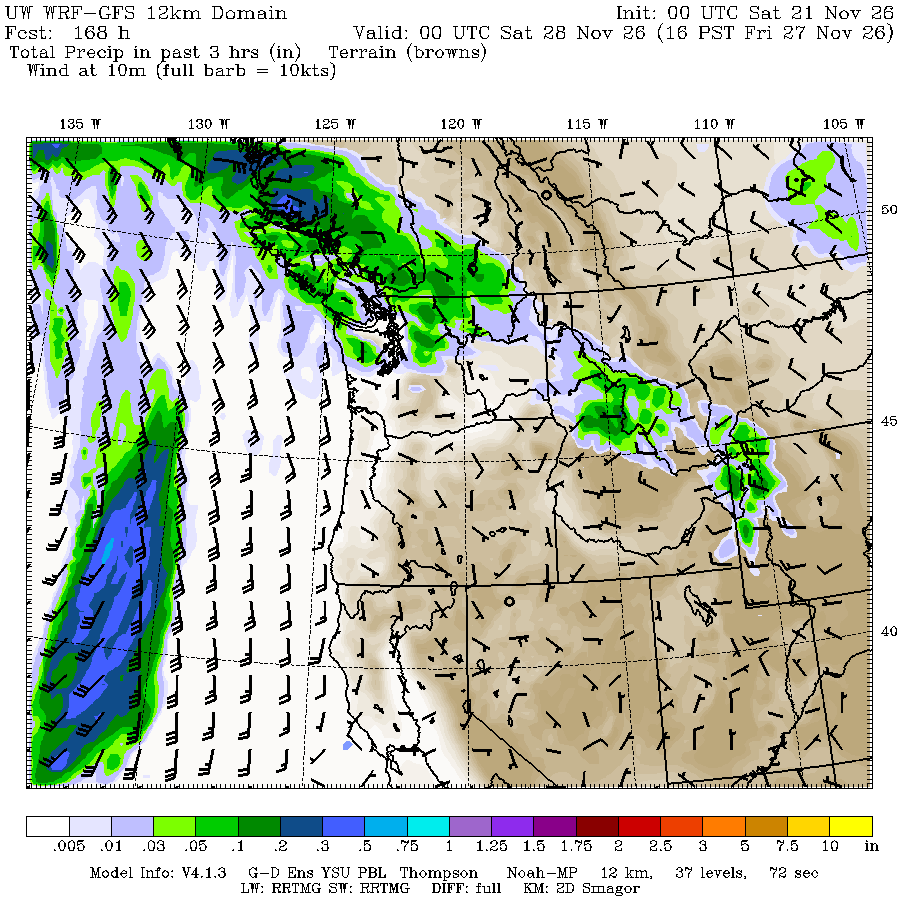 UW WRF-GFS 12km Domain Init: 00 UTC Sat 21 Nov 26
Fcst: 168 h Valid: 00 UTC Sat 28 Nov 26 (16 PST Fri 27 Nov 26)
Total Precip in past 3 hrs (in) Terrain (browns)
Wind at 10m (full barb = 10kts)
135 W 130 W 125 W 120 W 115 W 110 W 105 W
50
45
40
.005 .01 .03 .05 .1 .2 .3 .5 .75 1 1.25 1.5 1.75 2 2.5 3 5 7.5 10 in
Model Info: V4.1.3 G-D Ens YSU PBL Thompson Noah-MP 12 km, 37 levels, 72 sec
LW: RRTMG SW: RRTMG DIFF: full KM: 2D Smagor